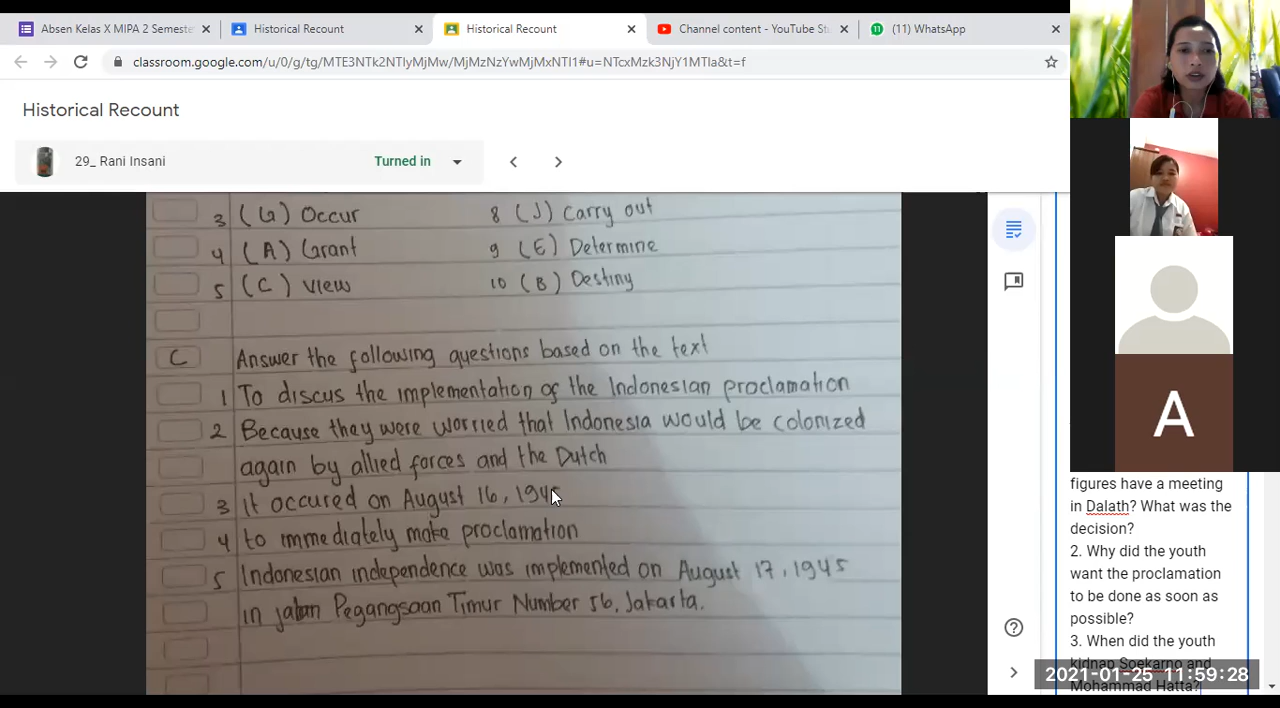 Absen Kelas X MIPA 2 Semeste
Historical Recount
Historical Recount
Channel content - YouTube St
(11) WhatsApp
classroom.google.com/u/0/g/tg/MTE3NTk2NTIyMjMw/MjMzNzYwMjMxNTI1#u=NTcxMzk3NjY1MTIa&t=f
Historical Recount
29_ Rani Insani
Turned in
3 (G) Occur
8 (J) Carry out
4 (A) Grant
9 (E) Determine
5 (C) View
10 (B) Destiny
C Answer the following questions based on the text
1 To discus the implementation of the Indonesian proclamation
2 Because they were worried that Indonesia would be colonized
again by allied forces and the Dutch
3 It occured on August 16, 1945
4 to immediately make proclamation
5 Indonesian independence was implemented on August 17, 1945
in jalan Pegangsaan Timur Number 56, Jakarta.
A
figures have a meeting
in Dalath? What was the
decision?
2. Why did the youth
want the proclamation
to be done as soon as
possible?
3. When did the youth
kidnap Soekarno and
Mohammad Hatta?
2021-01-25 11:59:28